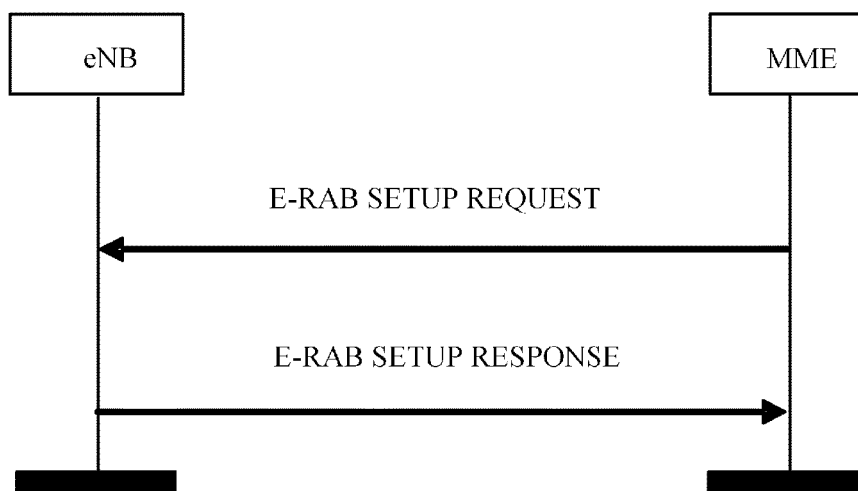 eNB
MME
E-RAB SETUP REQUEST
E-RAB SETUP RESPONSE